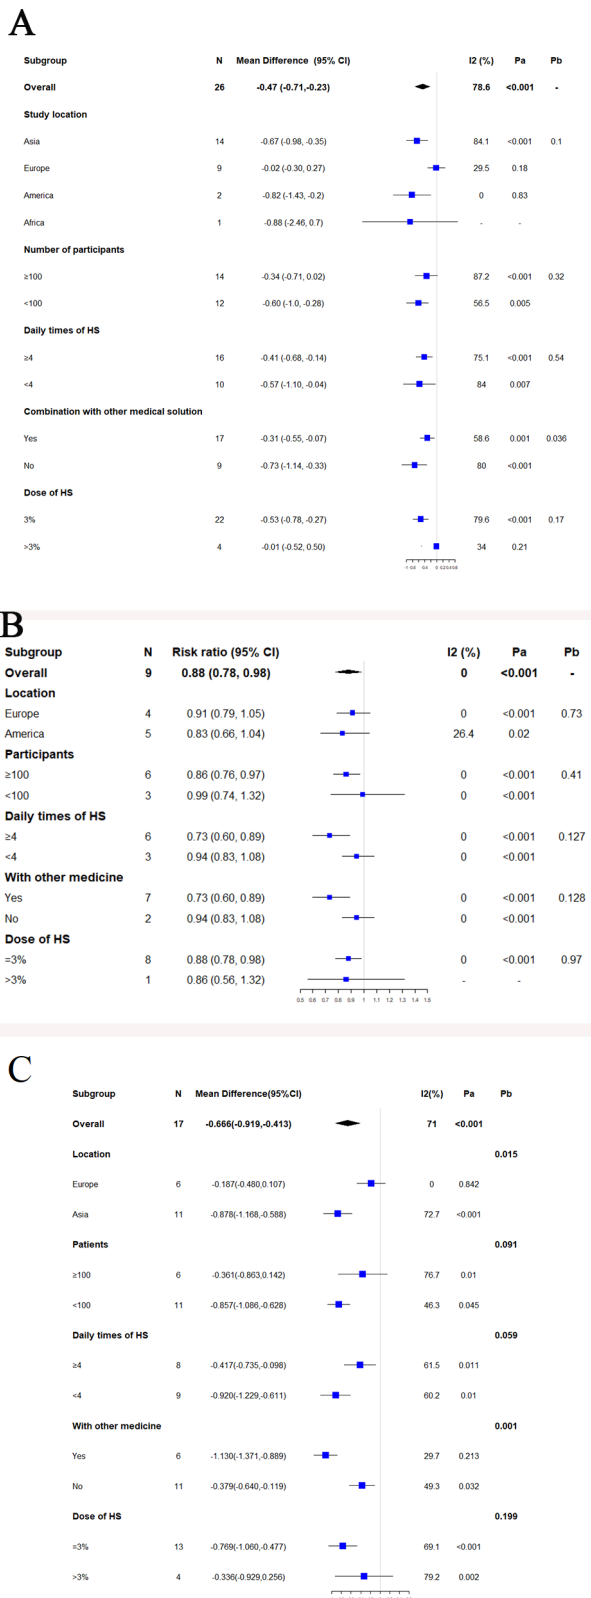 A
Subgroup N Mean Difference (95% CI) I2 (%) Pa Pb
Overall 26 -0.47 (-0.71,-0.23) 78.6 <0.001 -
Study location
Asia 14 -0.67 (-0.98, -0.35) 84.1 <0.001 0.1
Europe 9 -0.02 (-0.30, 0.27) 29.5 0.18
America 2 -0.82 (-1.43, -0.2) 0 0.83
Africa 1 -0.88 (-2.46, 0.7) - -
Number of participants
≥100 14 -0.34 (-0.71, 0.02) 87.2 <0.001 0.32
<100 12 -0.60 (-1.0, -0.28) 56.5 0.005
Daily times of HS
≥4 16 -0.41 (-0.68, -0.14) 75.1 <0.001 0.54
<4 10 -0.57 (-1.10, -0.04) 84 0.007
Combination with other medical solution
Yes 17 -0.31 (-0.55, -0.07) 58.6 0.001 0.036
No 9 -0.73 (-1.14, -0.33) 80 <0.001
Dose of HS
3% 22 -0.53 (-0.78, -0.27) 79.6 <0.001 0.17
>3% 4 -0.01 (-0.52, 0.50) 34 0.21
-1 -0.4 0 0.2 0.4 0.6 0.8
B
Subgroup N Risk ratio (95% CI) I2 (%) Pa Pb
Overall 9 0.88 (0.78, 0.98) 0 <0.001 -
Location
Europe 4 0.91 (0.79, 1.05) 0 <0.001 0.73
America 5 0.83 (0.66, 1.04) 26.4 0.02
Participants
≥100 6 0.86 (0.76, 0.97) 0 <0.001 0.41
<100 3 0.99 (0.74, 1.32) 0 <0.001
Daily times of HS
≥4 6 0.73 (0.60, 0.89) 0 <0.001 0.127
<4 3 0.94 (0.83, 1.08) 0 <0.001
With other medicine
Yes 7 0.73 (0.60, 0.89) 0 <0.001 0.128
No 2 0.94 (0.83, 1.08) 0 <0.001
Dose of HS
=3% 8 0.88 (0.78, 0.98) 0 <0.001 0.97
>3% 1 0.86 (0.56, 1.32) - -
0.5 0.6 0.7 0.8 0.9 1 1.1 1.2 1.3 1.4 1.5
C
Subgroup N Mean Difference(95%CI) I2(%) Pa Pb
Overall 17 -0.666(-0.919,-0.413) 71 <0.001
Location 0.015
Europe 6 -0.187(-0.480,0.107) 0 0.842
Asia 11 -0.878(-1.168,-0.588) 72.7 <0.001
Patients 0.091
≥100 6 -0.361(-0.863,0.142) 76.7 0.01
<100 11 -0.857(-1.086,-0.628) 46.3 0.045
Daily times of HS 0.059
≥4 8 -0.417(-0.735,-0.098) 61.5 0.011
<4 9 -0.920(-1.229,-0.611) 60.2 0.01
With other medicine 0.001
Yes 6 -1.130(-1.371,-0.889) 29.7 0.213
No 11 -0.379(-0.640,-0.119) 49.3 0.032
Dose of HS 0.199
=3% 13 -0.769(-1.060,-0.477) 69.1 <0.001
>3% 4 -0.336(-0.929,0.256) 79.2 0.002